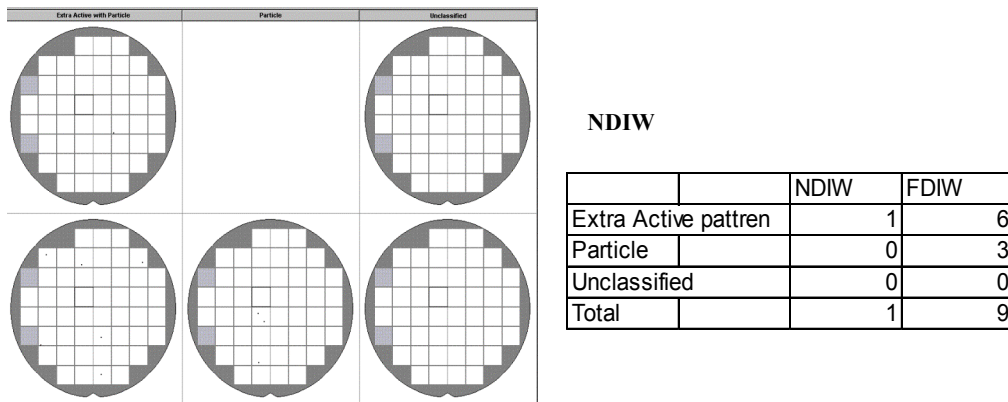 Extra Active with Particle Particle Unclassified
NDIW
NDIW FDIW
Extra Active pattren 1 6
Particle 0 3
Unclassified 0 0
Total 1 9